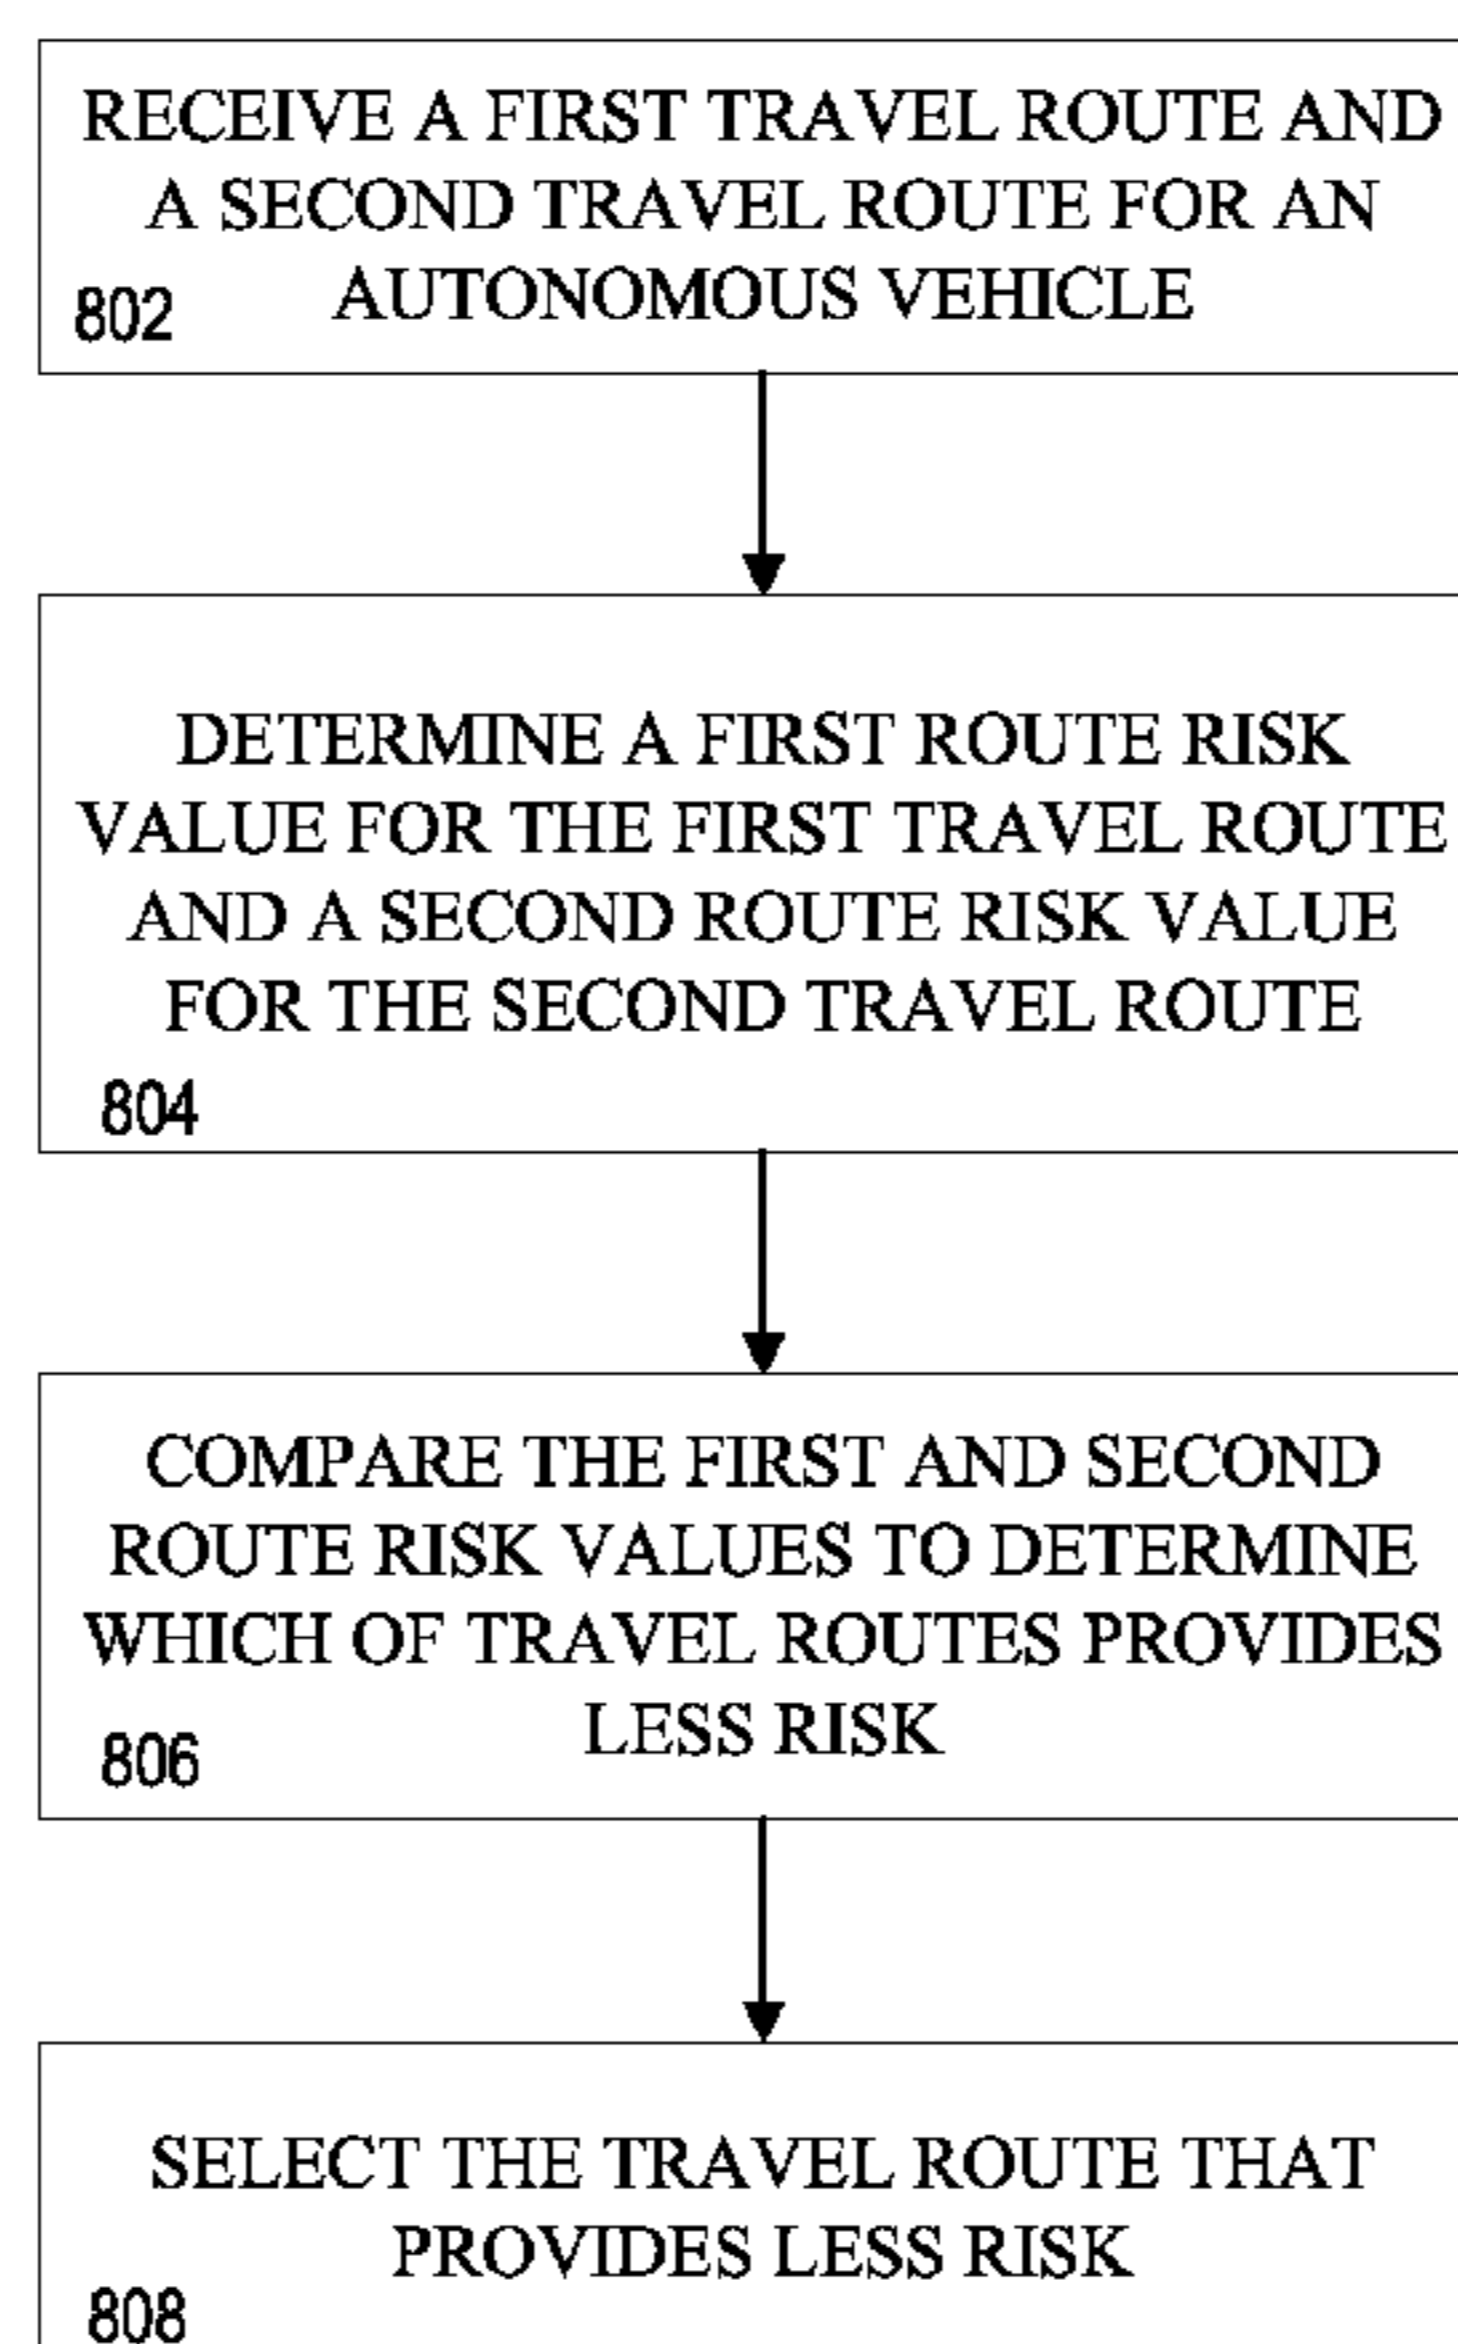 RECEIVE A FIRST TRAVEL ROUTE AND
A SECOND TRAVEL ROUTE FOR AN
AUTONOMOUS VEHICLE
802
DETERMINE A FIRST ROUTE RISK
VALUE FOR THE FIRST TRAVEL ROUTE
AND A SECOND ROUTE RISK VALUE
FOR THE SECOND TRAVEL ROUTE
804
COMPARE THE FIRST AND SECOND
ROUTE RISK VALUES TO DETERMINE
WHICH OF TRAVEL ROUTES PROVIDES
LESS RISK
806
SELECT THE TRAVEL ROUTE THAT
PROVIDES LESS RISK
808